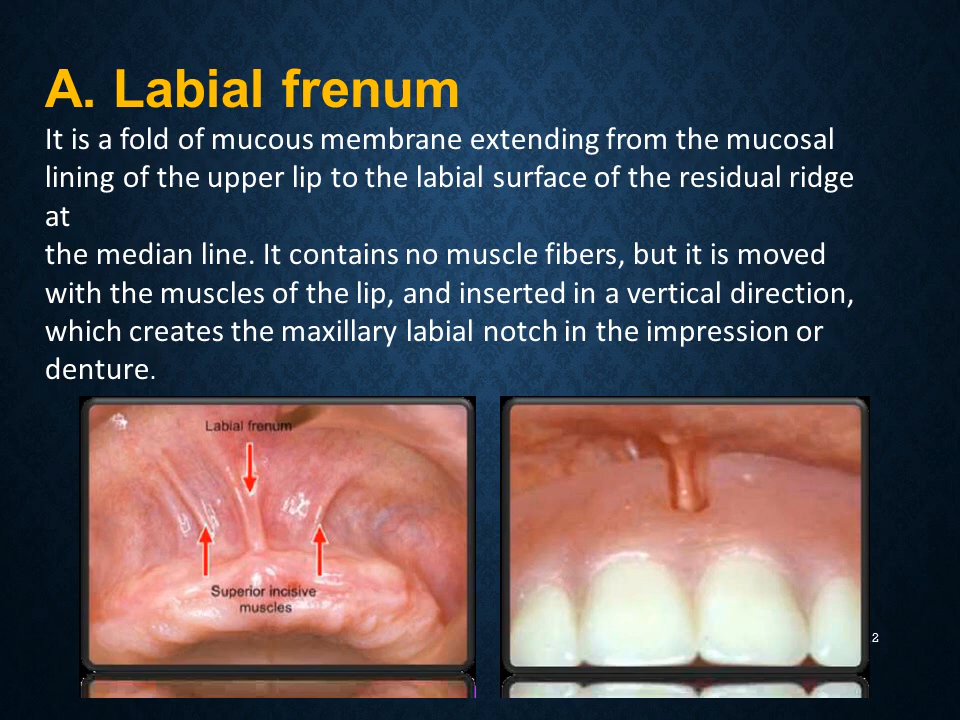 A. Labial frenum
It is a fold of mucous membrane extending from the mucosal
lining of the upper lip to the labial surface of the residual ridge
at
the median line. It contains no muscle fibers, but it is moved
with the muscles of the lip, and inserted in a vertical direction,
which creates the maxillary labial notch in the impression or
denture.
Labial frenum
Superior incisive
muscles
2